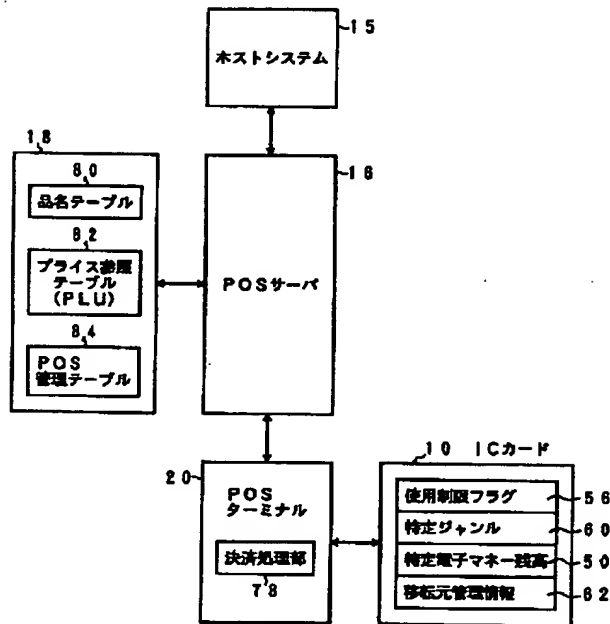 15
ホストシステム
18
80
品名テーブル
82
プライス参照
テーブル
(PLU)
84
POS
管理テーブル
16
POSサーバ
20
POS
ターミナル
決済処理部
78
10 ICカード
使用制限フラグ 56
特定ジャンル 60
特定電子マネー残高 50
移転元管理情報 62